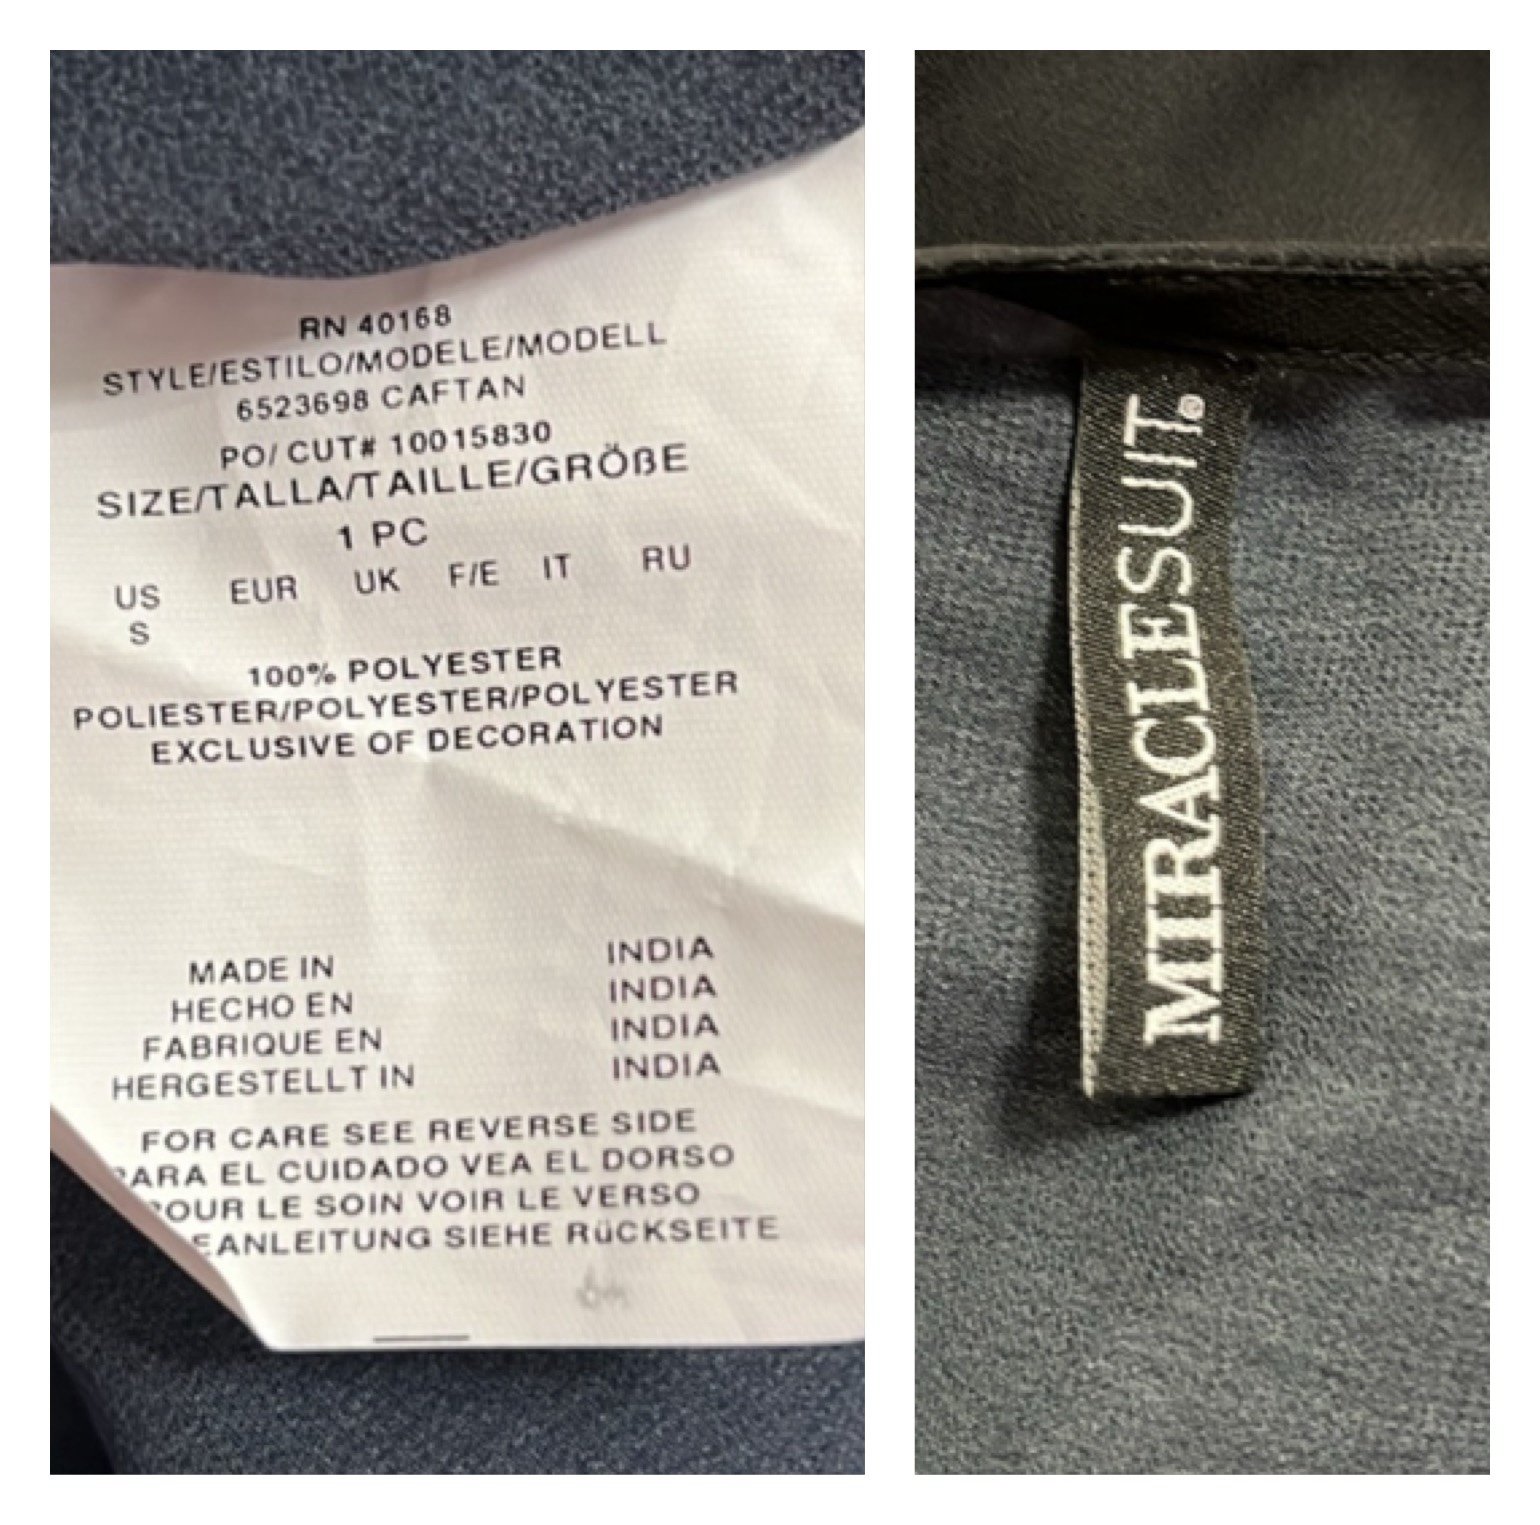 RN 40168
STYLE/ESTILO/MODELE/MODELL
6523698 CAFTAN
PO/ CUT# 10015830
SIZE/TALLA/TAILLE/GRÖßE
1 PC
US EUR UK F/E IT RU
S
100% POLYESTER
POLIESTER/POLYESTER/POLYESTER
EXCLUSIVE OF DECORATION
MADE IN INDIA
HECHO EN INDIA
FABRIQUE EN INDIA
HERGESTELLT IN INDIA
FOR CARE SEE REVERSE SIDE
PARA EL CUIDADO VEA EL DORSO
POUR LE SOIN VOIR LE VERSO
EANLEITUNG SIEHE RüCKSEITE
MIRACLESUIT®